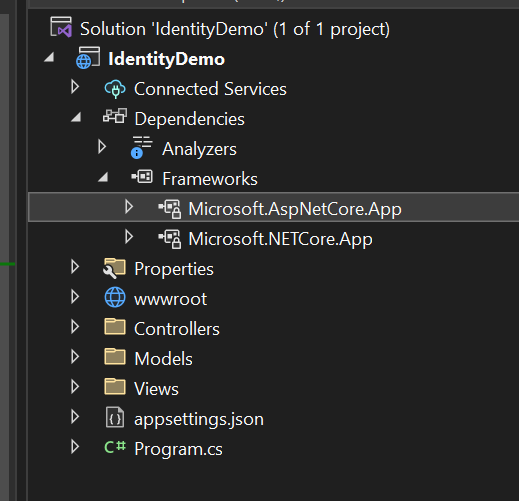 Solution 'IdentityDemo' (1 of 1 project)
IdentityDemo
Connected Services
Dependencies
Analyzers
Frameworks
Microsoft.AspNetCore.App
Microsoft.NETCore.App
Properties
wwwroot
Controllers
Models
Views
appsettings.json
C# Program.cs